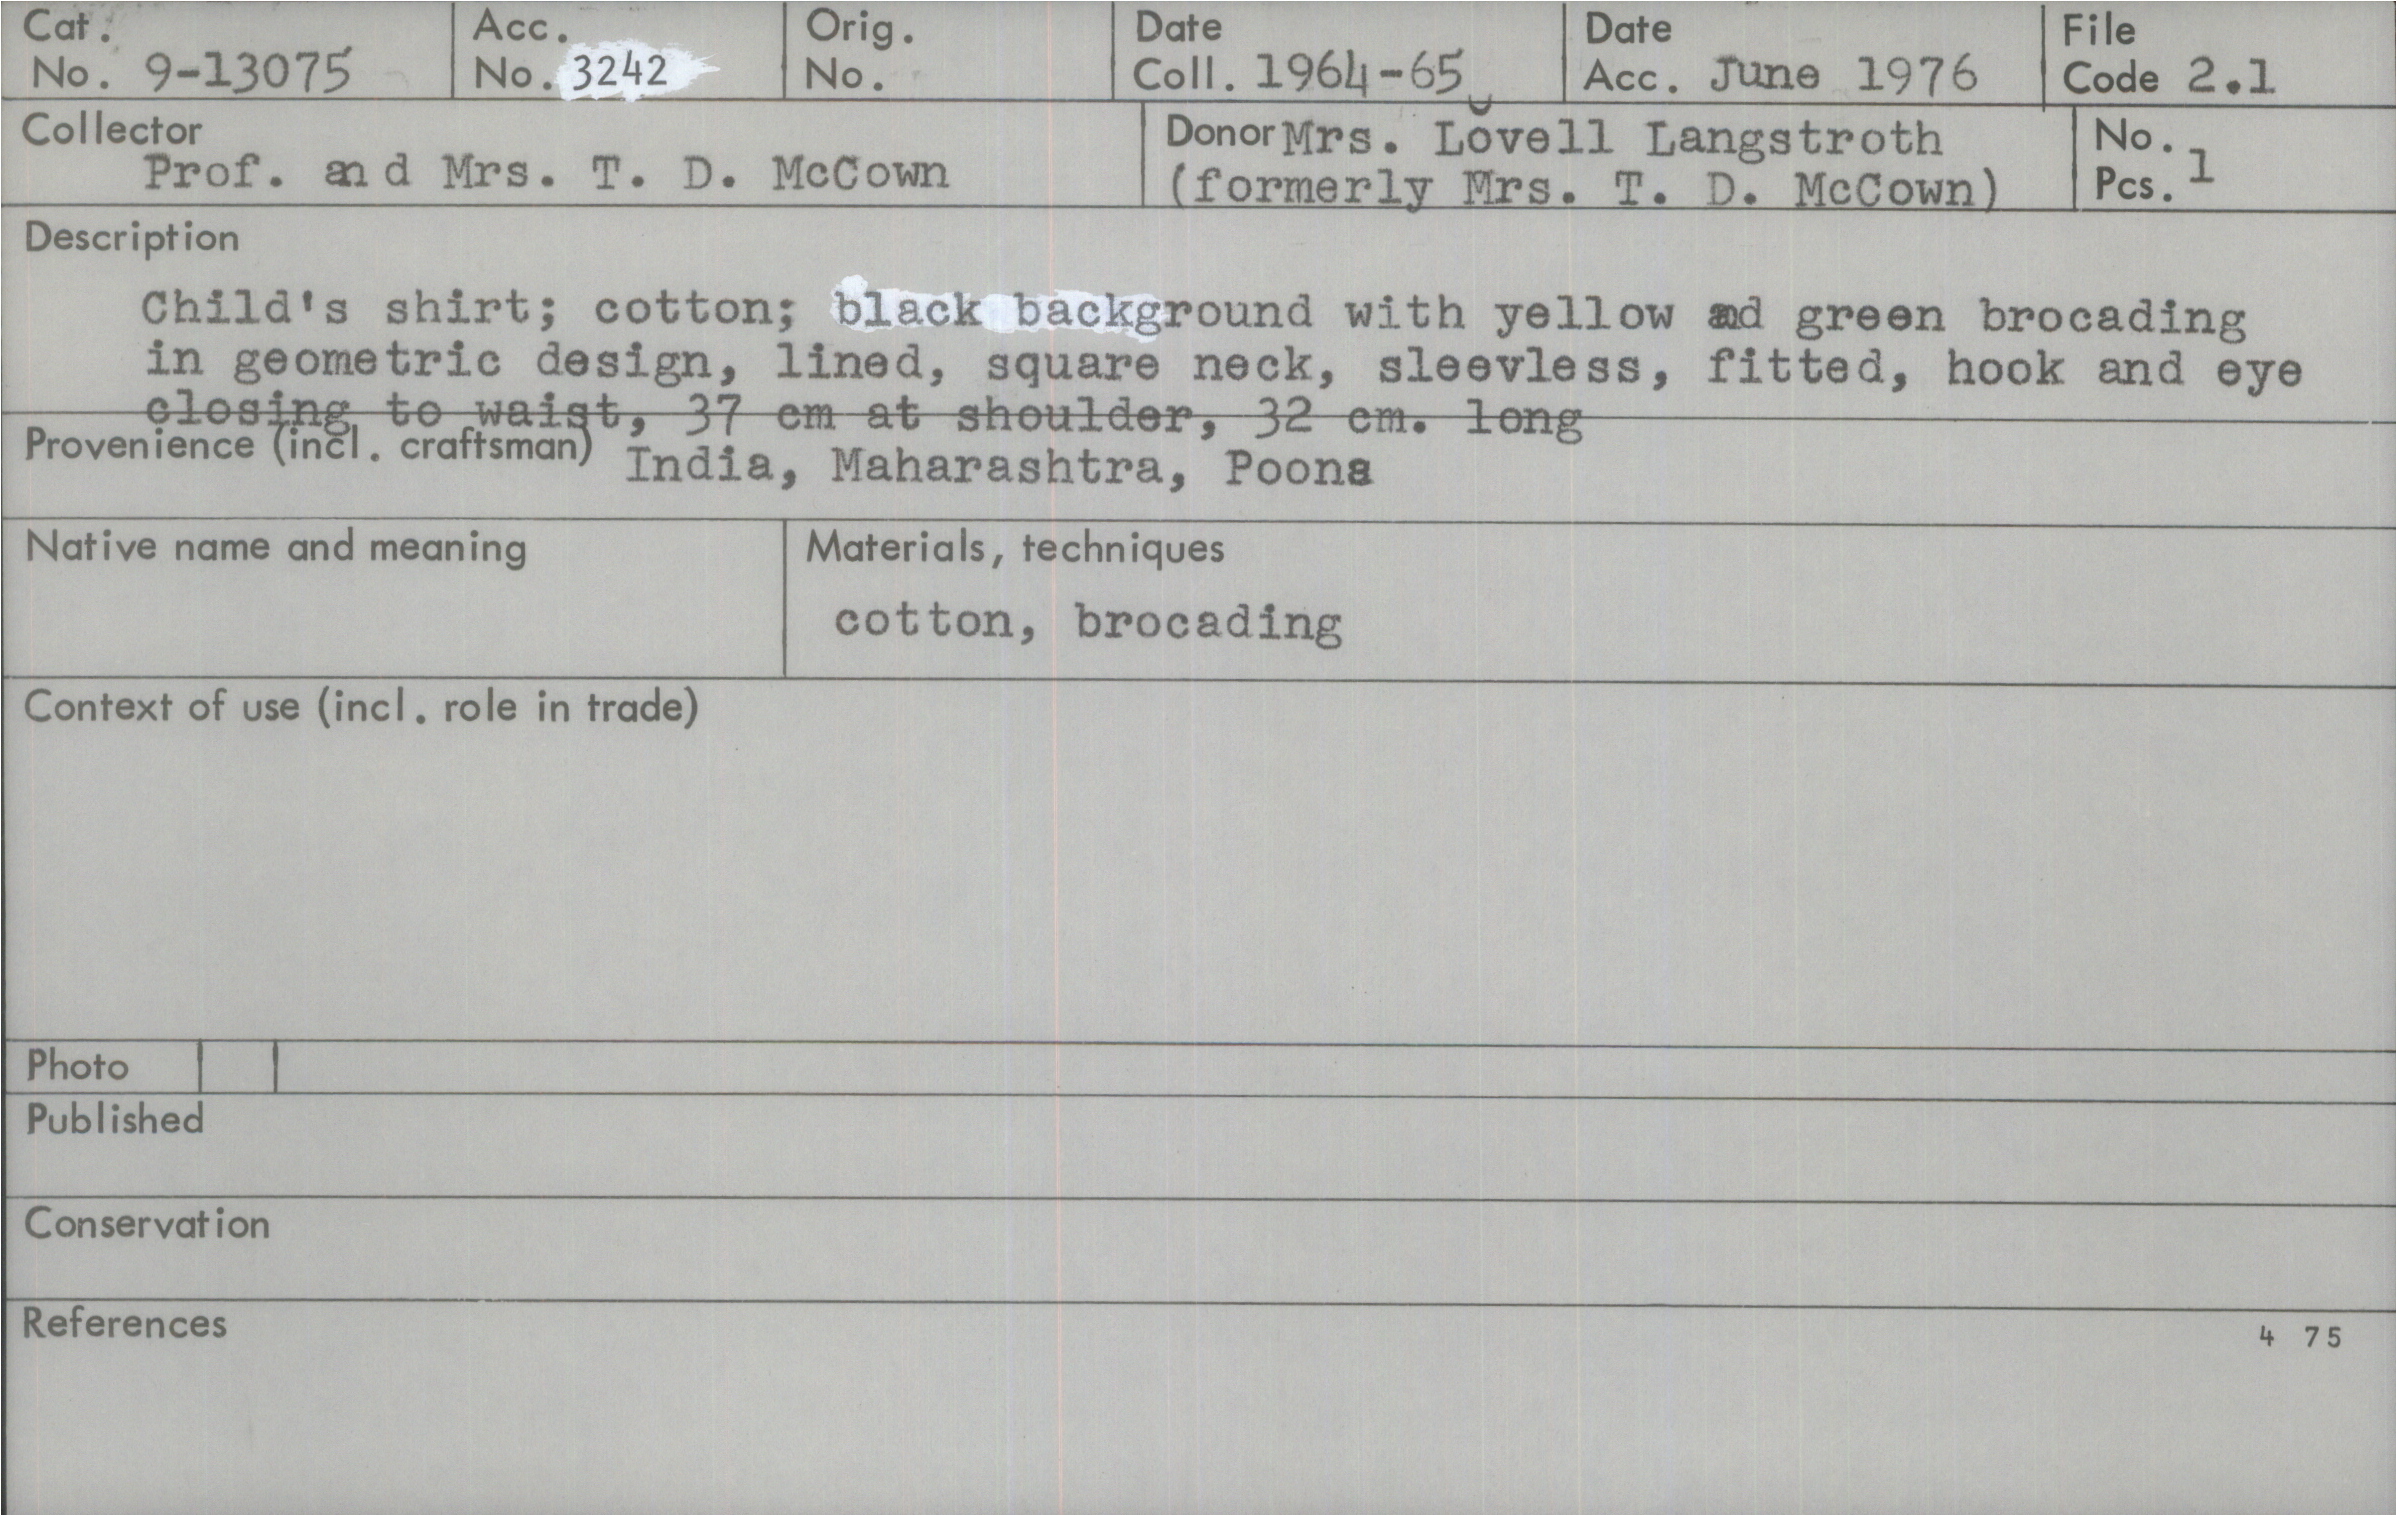 Cat. No. 9-13075
Acc. No. 3242
Orig. No.
Date Coll. 1964-65
Date Acc. June 1976
File Code 2.1
Collector
Prof. and Mrs. T. D. McCown
Donor Mrs. Lovell Langstroth
(formerly Mrs. T. D. McCown)
No. Pcs. 1
Description
Child's shirt; cotton; black background with yellow and green brocading
in geometric design, lined, square neck, sleevless, fitted, hook and eye
closing to waist, 37 cm at shoulder, 32 cm. long
Provenience (incl. craftsman) India, Maharashtra, Poona
Native name and meaning
Materials, techniques
cotton, brocading
Context of use (incl. role in trade)
Photo
Published
Conservation
References
4 75